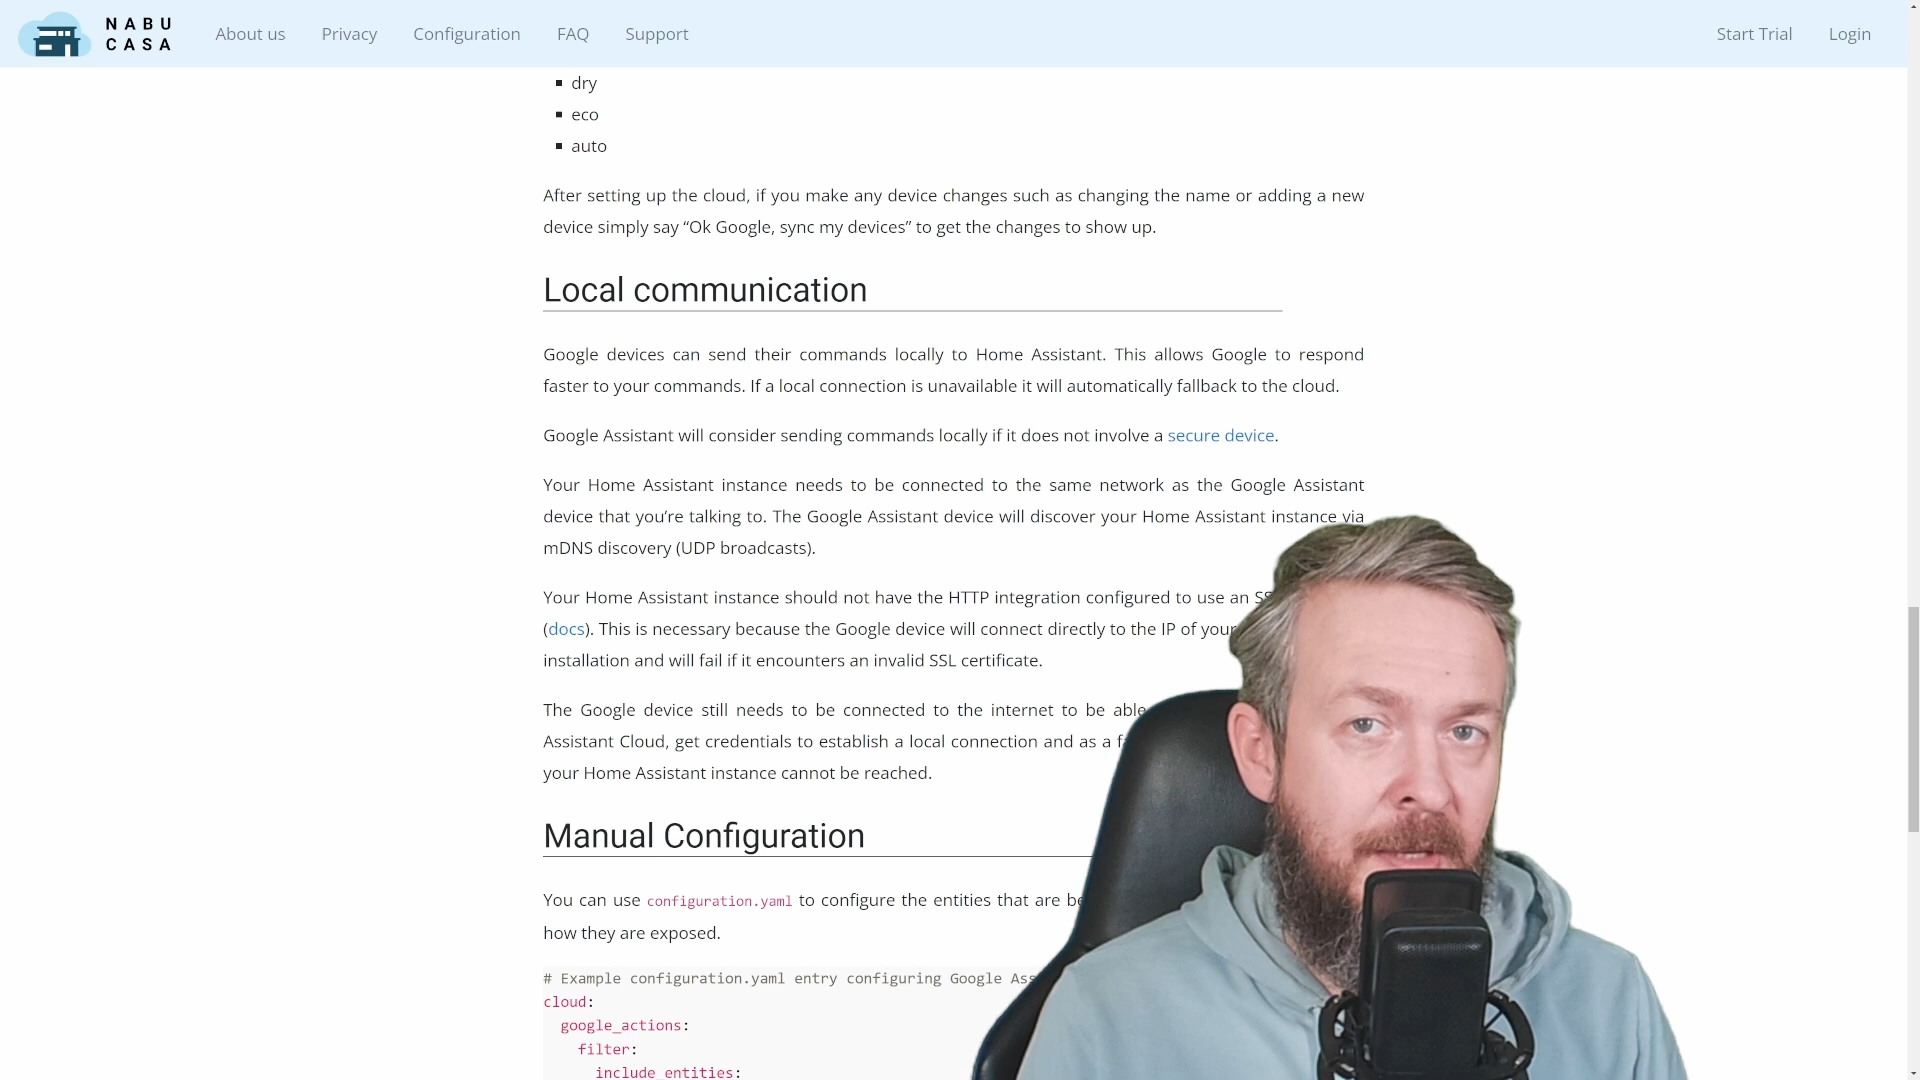 NABU
CASA
About us
Privacy
Configuration
FAQ
Support
Start Trial
Login
dry
eco
auto
After setting up the cloud, if you make any device changes such as changing the name or adding a new
device simply say “Ok Google, sync my devices” to get the changes to show up.
Local communication
Google devices can send their commands locally to Home Assistant. This allows Google to respond
faster to your commands. If a local connection is unavailable it will automatically fallback to the cloud.
Google Assistant will consider sending commands locally if it does not involve a secure device.
Your Home Assistant instance needs to be connected to the same network as the Google Assistant
device that you’re talking to. The Google Assistant device will discover your Home Assistant instance via
mDNS discovery (UDP broadcasts).
Your Home Assistant instance should not have the HTTP integration configured to use an
(docs). This is necessary because the Google device will connect directly to the IP of your
installation and will fail if it encounters an invalid SSL certificate.
The Google device still needs to be connected to the internet to be able
Assistant Cloud, get credentials to establish a local connection and as a
your Home Assistant instance cannot be reached.
Manual Configuration
You can use configuration.yaml to configure the entities that are
how they are exposed.
# Example configuration.yaml entry configuring Google
cloud:
google_actions:
filter:
include_entities: